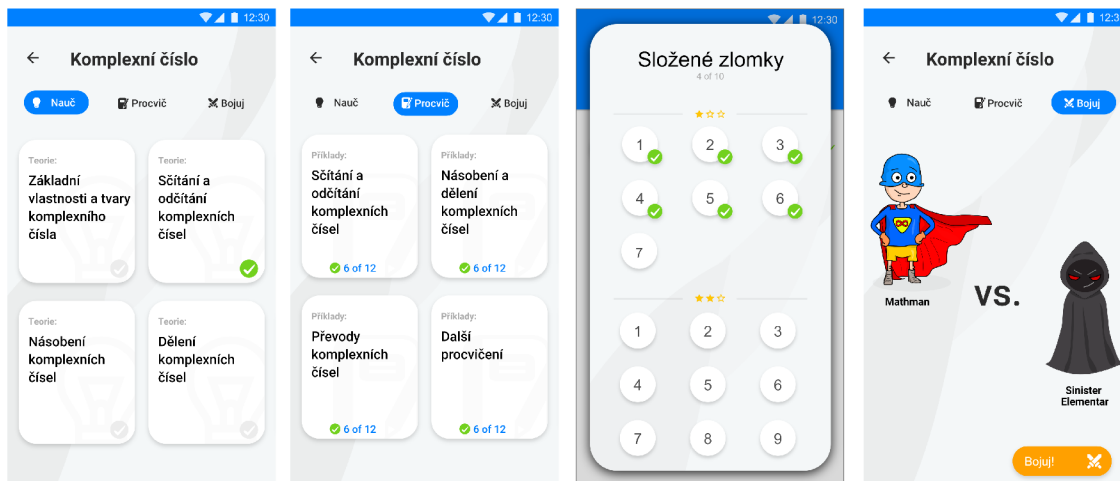 12:30
Komplexní číslo
Nauč
Procvič
Bojuj
Teorie:
Základní
vlastnosti a tvary
komplexního
čísla
Teorie:
Sčítání a
odčítání
komplexních
čísel
Teorie:
Násobení
komplexních
čísel
Teorie:
Dělení
komplexních
čísel
12:30
Komplexní číslo
Nauč
Procvič
Bojuj
Příklady:
Sčítání a
odčítání
komplexních
čísel
6 of 12
Příklady:
Násobení a
dělení
komplexních
čísel
6 of 12
Příklady:
Převody
komplexních
čísel
6 of 12
Příklady:
Další
procvičení
6 of 12
12:30
Složené zlomky
4 of 10
1 2 3
4 5 6
7
1 2 3
4 5 6
7 8 9
12:3
Komplexní číslo
Nauč
Procvič
Bojuj
Mathman
VS.
Sinister
Elementar
Bojuj!